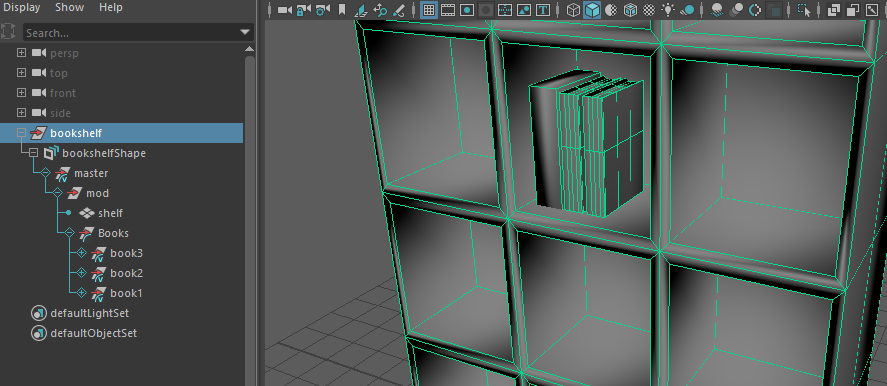 Display Show Help
Search...
persp
top
front
side
bookshelf
bookshelfShape
master
mod
shelf
Books
book3
book2
book1
defaultLightSet
defaultObjectSet